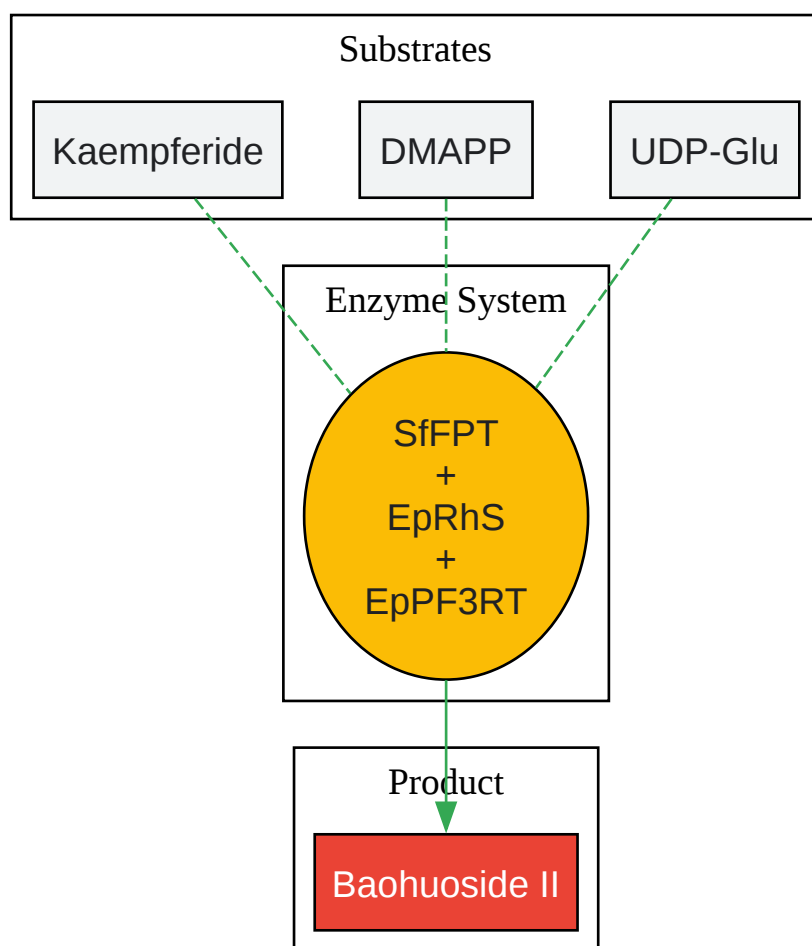 Substrates
Kaempferide
DMAPP
UDP-Glu
Enzyme System
SfFPT
+
EpRhS
+
EpPF3RT
Product
Baohuoside II